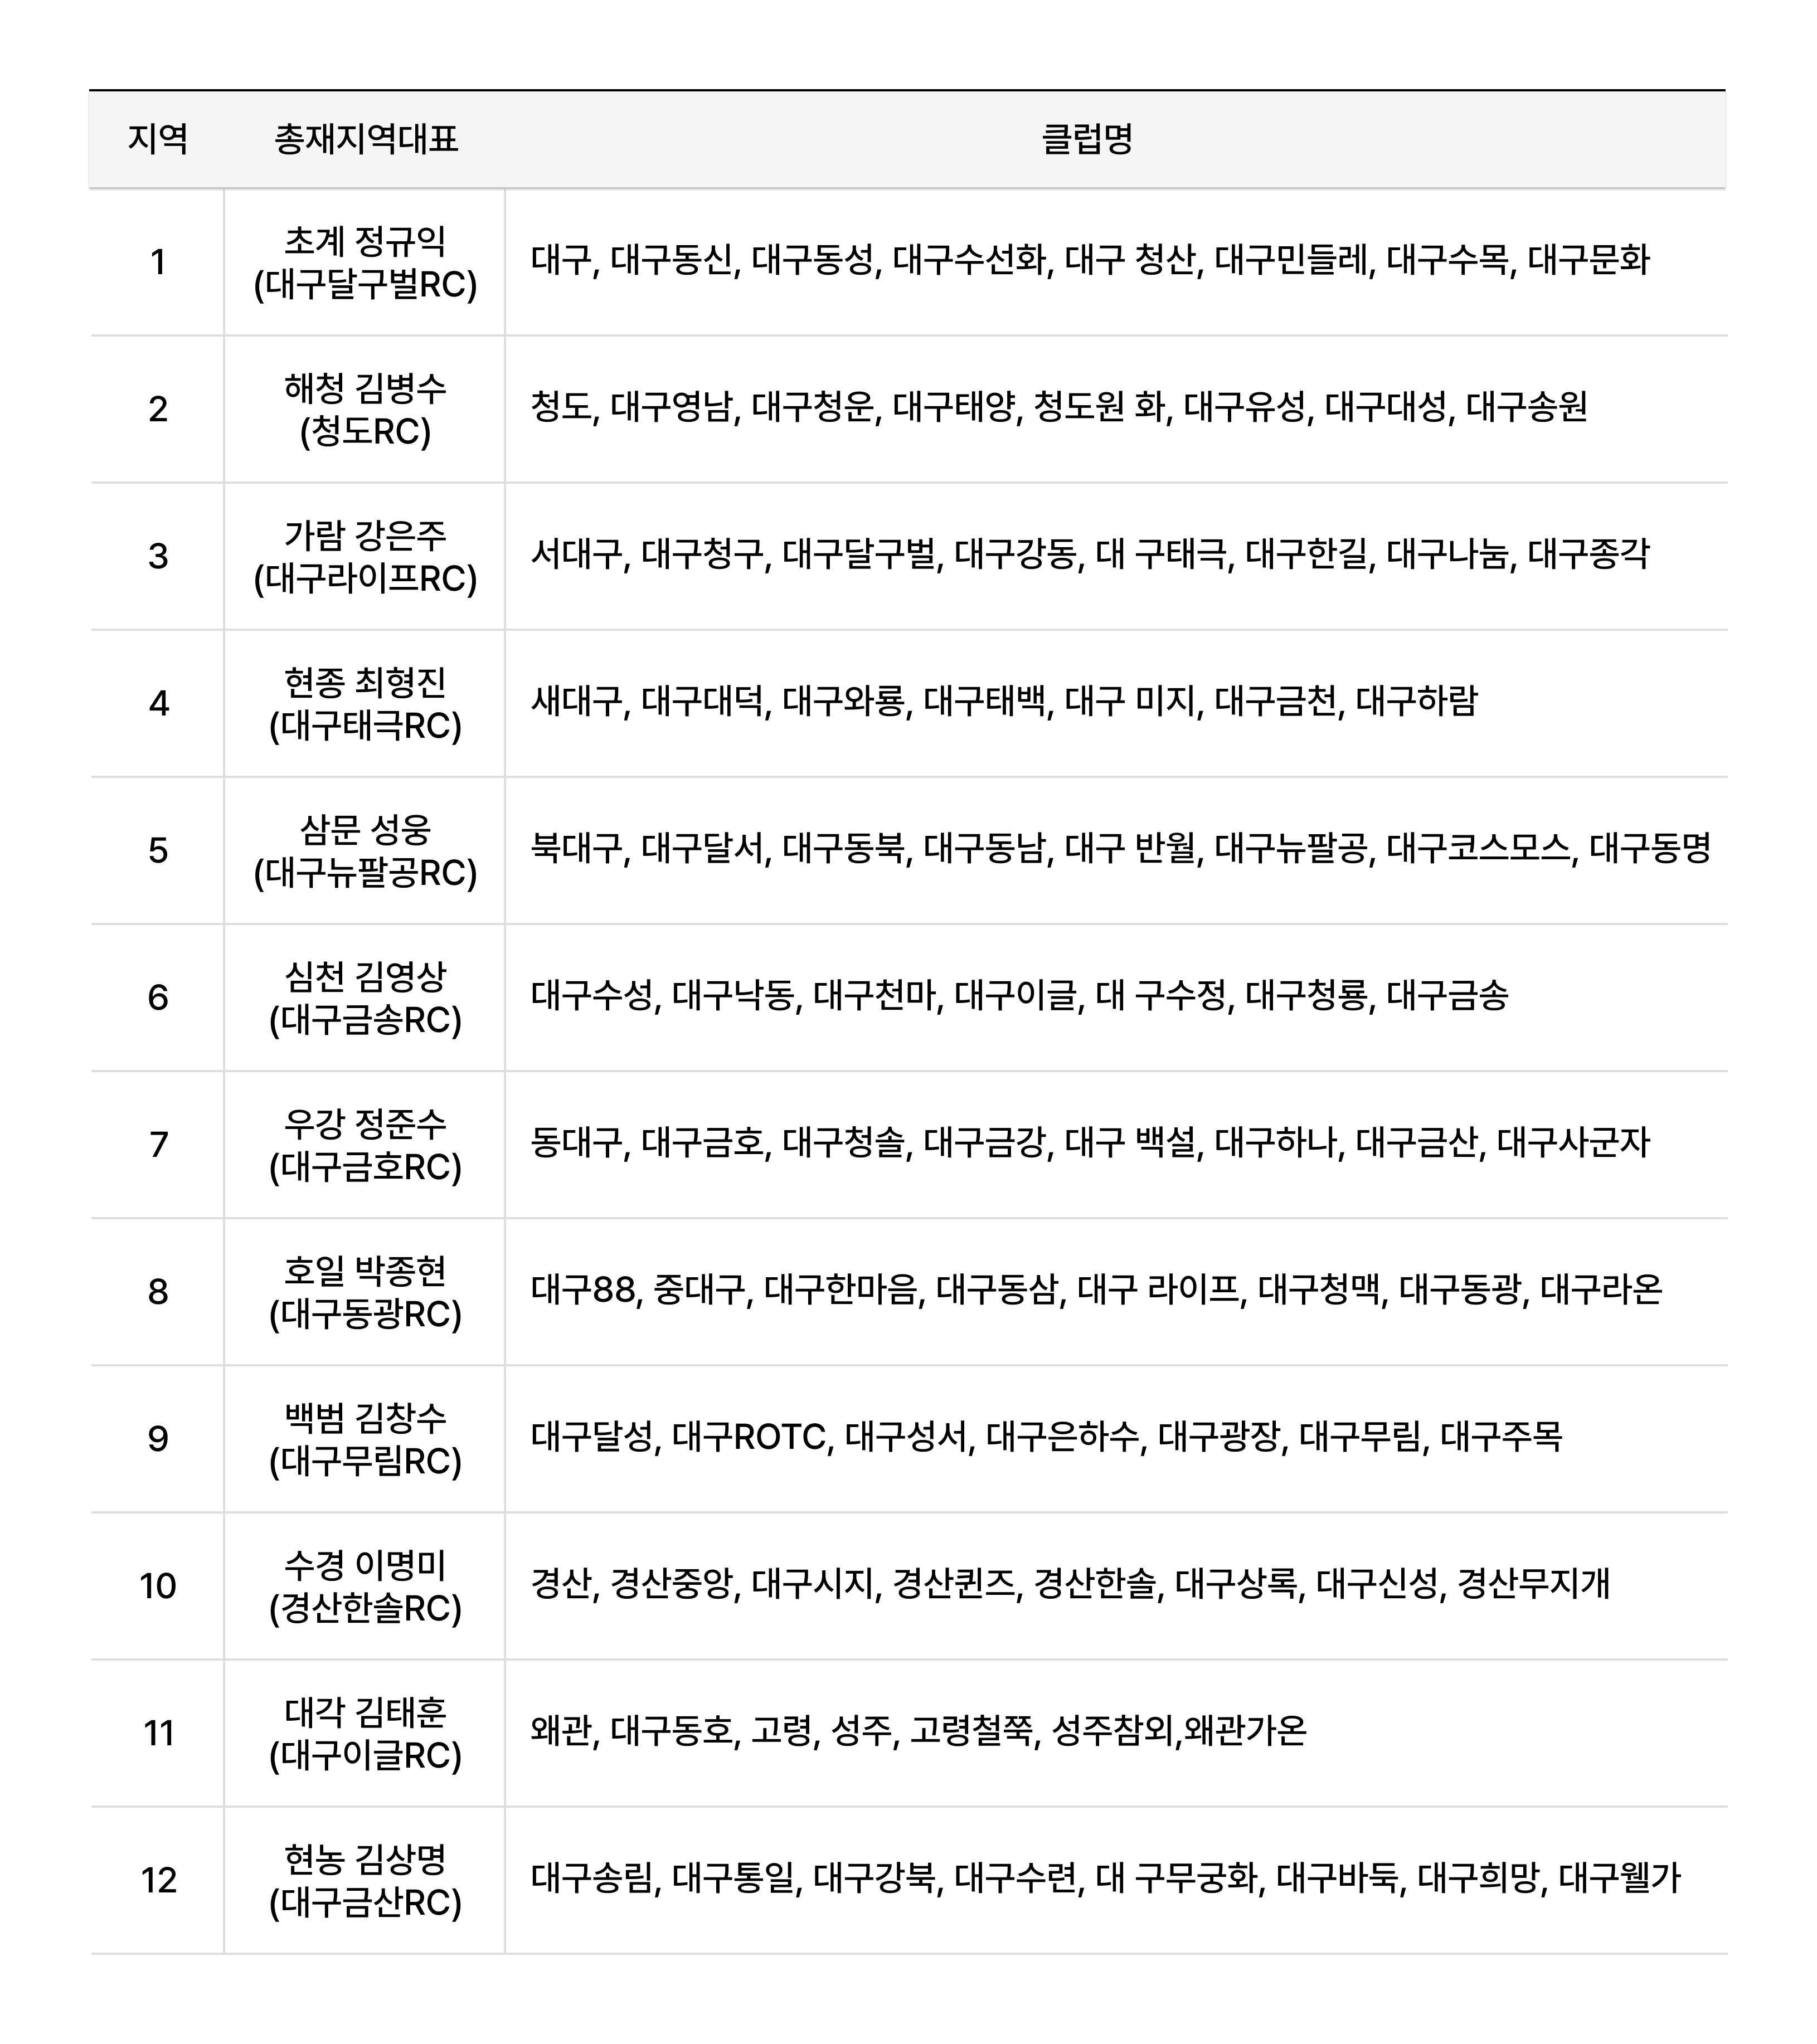 지역 총재지역대표 클럽명
초계 정규익
1 대구, 대구동신, 대구동성, 대구수선화, 대구 청산, 대구민들레, 대구수목, 대구문화
(대구달구벌RC)
해청 김병수
2 청도, 대구영남, 대구청운, 대구태양, 청도원 화, 대구유성, 대구대성, 대구송원
(청도RC)
가람 강은주
3 서대구, 대구청구, 대구달구벌, 대구강동, 대 구태극, 대구한길, 대구나눔, 대구종각
(대구라이프RC)
현종 최형진
4 새대구, 대구대덕, 대구와룡, 대구태백, 대구 미지, 대구금천, 대구하람
(대구태극RC)
삼문 성웅
5 북대구, 대구달서, 대구동북, 대구동남, 대구 반월, 대구뉴팔공, 대구코스모스, 대구동명
(대구뉴팔공RC)
심천 김영상
6 대구수성, 대구낙동, 대구천마, 대구이글, 대 구수정, 대구청룡, 대구금송
(대구금송RC)
우강 정준수
7 동대구, 대구금호, 대구청솔, 대구금강, 대구 백설, 대구하나, 대구금산, 대구사군자
(대구금호RC)
호일 박종현
8 대구88, 중대구, 대구한마음, 대구동삼, 대구 라이프, 대구청맥, 대구동광, 대구라온
(대구동광RC)
백범 김창수
9 대구달성, 대구ROTC, 대구성서, 대구은하수, 대구광장, 대구무림, 대구주목
(대구무림RC)
수경 이명미
10 경산, 경산중앙, 대구시지, 경산퀸즈, 경산한솔, 대구상록, 대구신성, 경산무지개
(경산한솔RC)
대각 김태훈
11 왜관, 대구동호, 고령, 성주, 고령철쭉, 성주참외,왜관가온
(대구이글RC)
현농 김상명
12 대구송림, 대구통일, 대구강북, 대구수련, 대 구무궁화, 대구바둑, 대구희망, 대구웰가
(대구금산RC)